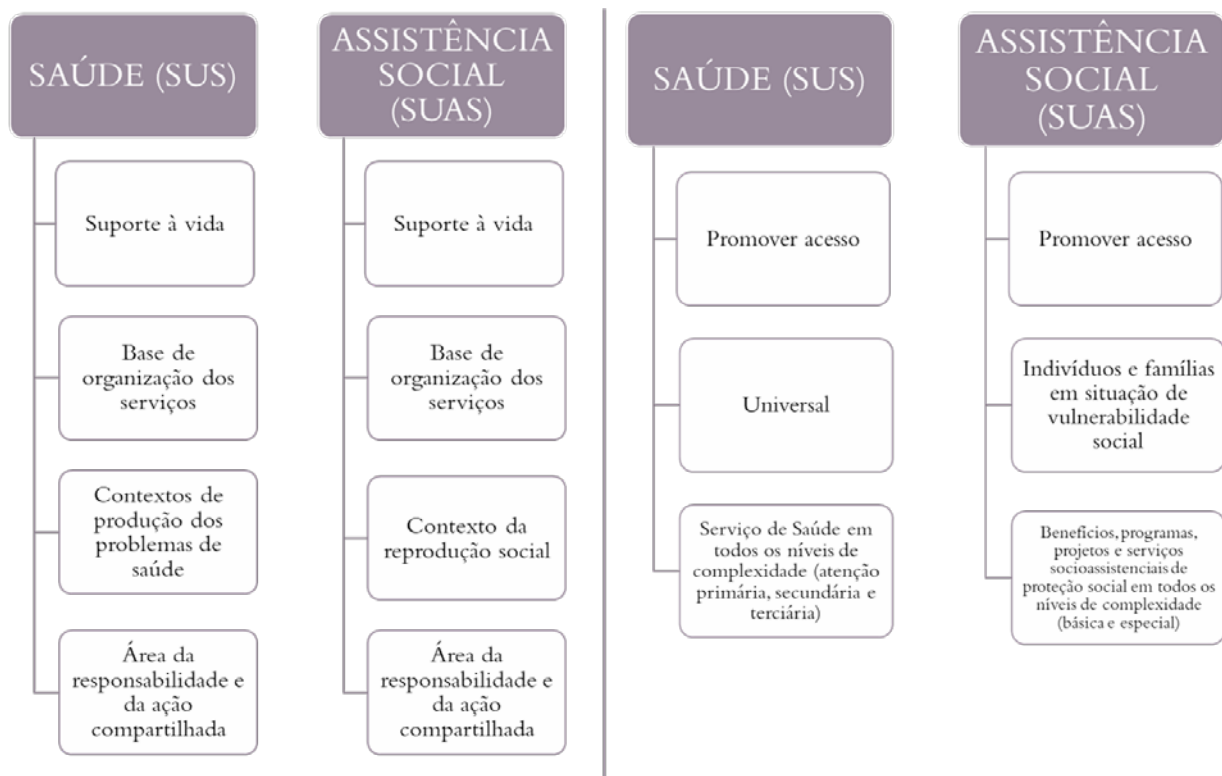 SAÚDE (SUS)
Suporte à vida
Base de
organização dos
serviços
Contextos de
produção dos
problemas de
saúde
Área da
responsabilidade e
da ação
compartilhada
ASSISTÊNCIA
SOCIAL
(SUAS)
Suporte à vida
Base de
organização dos
serviços
Contexto da
reprodução social
Área da
responsabilidade e
da ação
compartilhada
SAÚDE (SUS)
Promover acesso
Universal
Serviço de Saúde em
todos os níveis de
complexidade (atenção
primária, secundária e
terciária)
ASSISTÊNCIA
SOCIAL
(SUAS)
Promover acesso
Indivíduos e famílias
em situação de
vulnerabilidade
social
Benefícios, programas,
projetos e serviços
socioassistenciais de
proteção social em todos os
níveis de complexidade
(básica e especial)